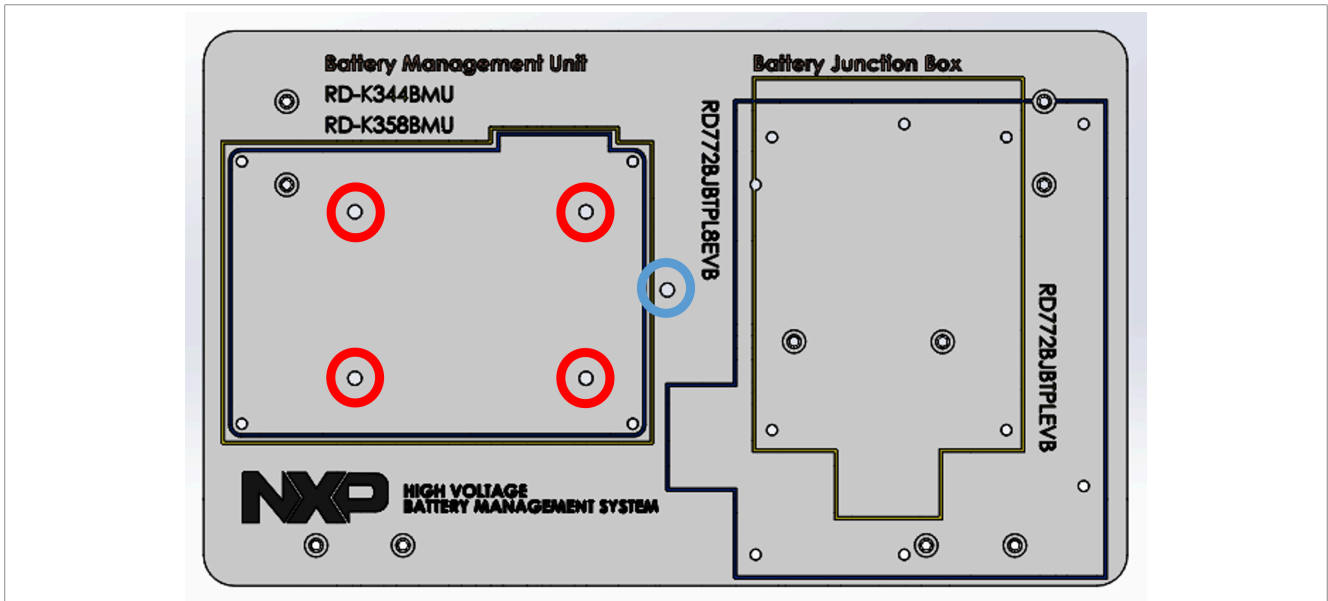 Battery Management Unit
RD-K344BMU
RD-K358BMU
Battery Junction Box
RD772BJBTPL8EVB
RD772BJBTPLEVB
NXP
HIGH VOLTAGE
BATTERY MANAGEMENT SYSTEM